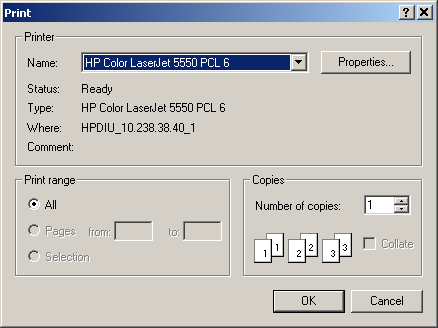 Print
Printer
Name: HP Color LaserJet 5550 PCL 6 Properties...
Status: Ready
Type: HP Color LaserJet 5550 PCL 6
Where: HPDIU_10.238.38.40_1
Comment:
Print range
All
Pages from: to:
Selection
Copies
Number of copies: 1
1 1 2 2 3 3 Collate
OK Cancel